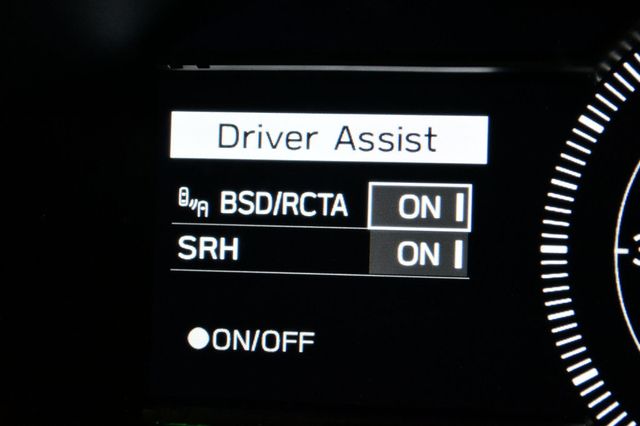 Driver Assist
BSD/RCTA ON
SRH ON
●ON/OFF